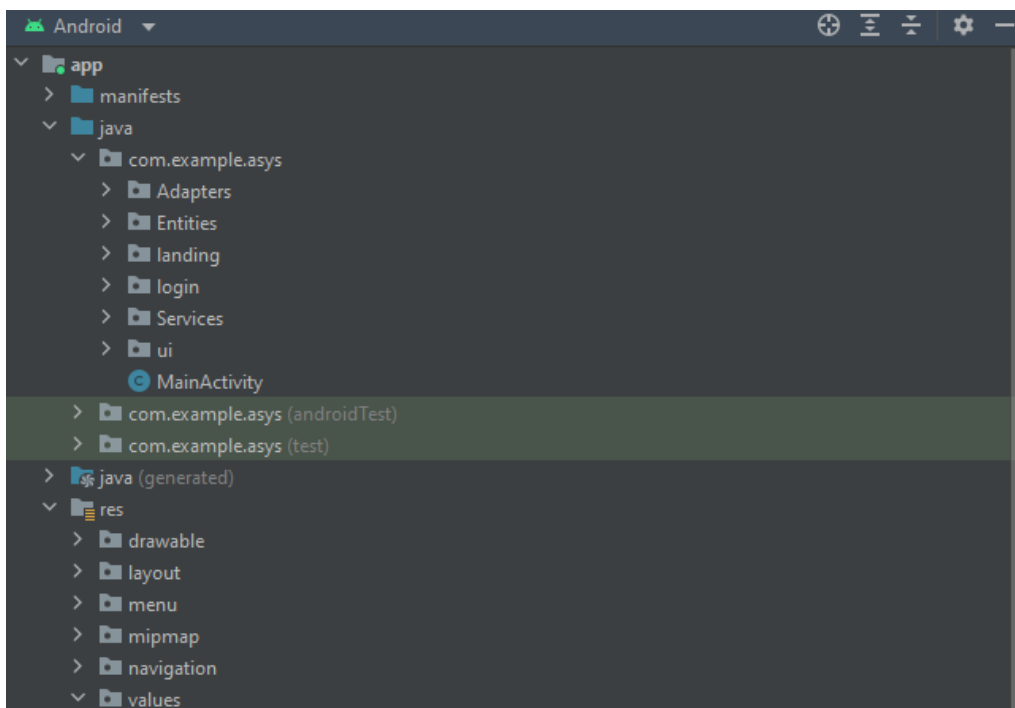 Android
app
manifests
java
com.example.asys
Adapters
Entities
landing
login
Services
ui
C MainActivity
com.example.asys (androidTest)
com.example.asys (test)
java (generated)
res
drawable
layout
menu
mipmap
navigation
values